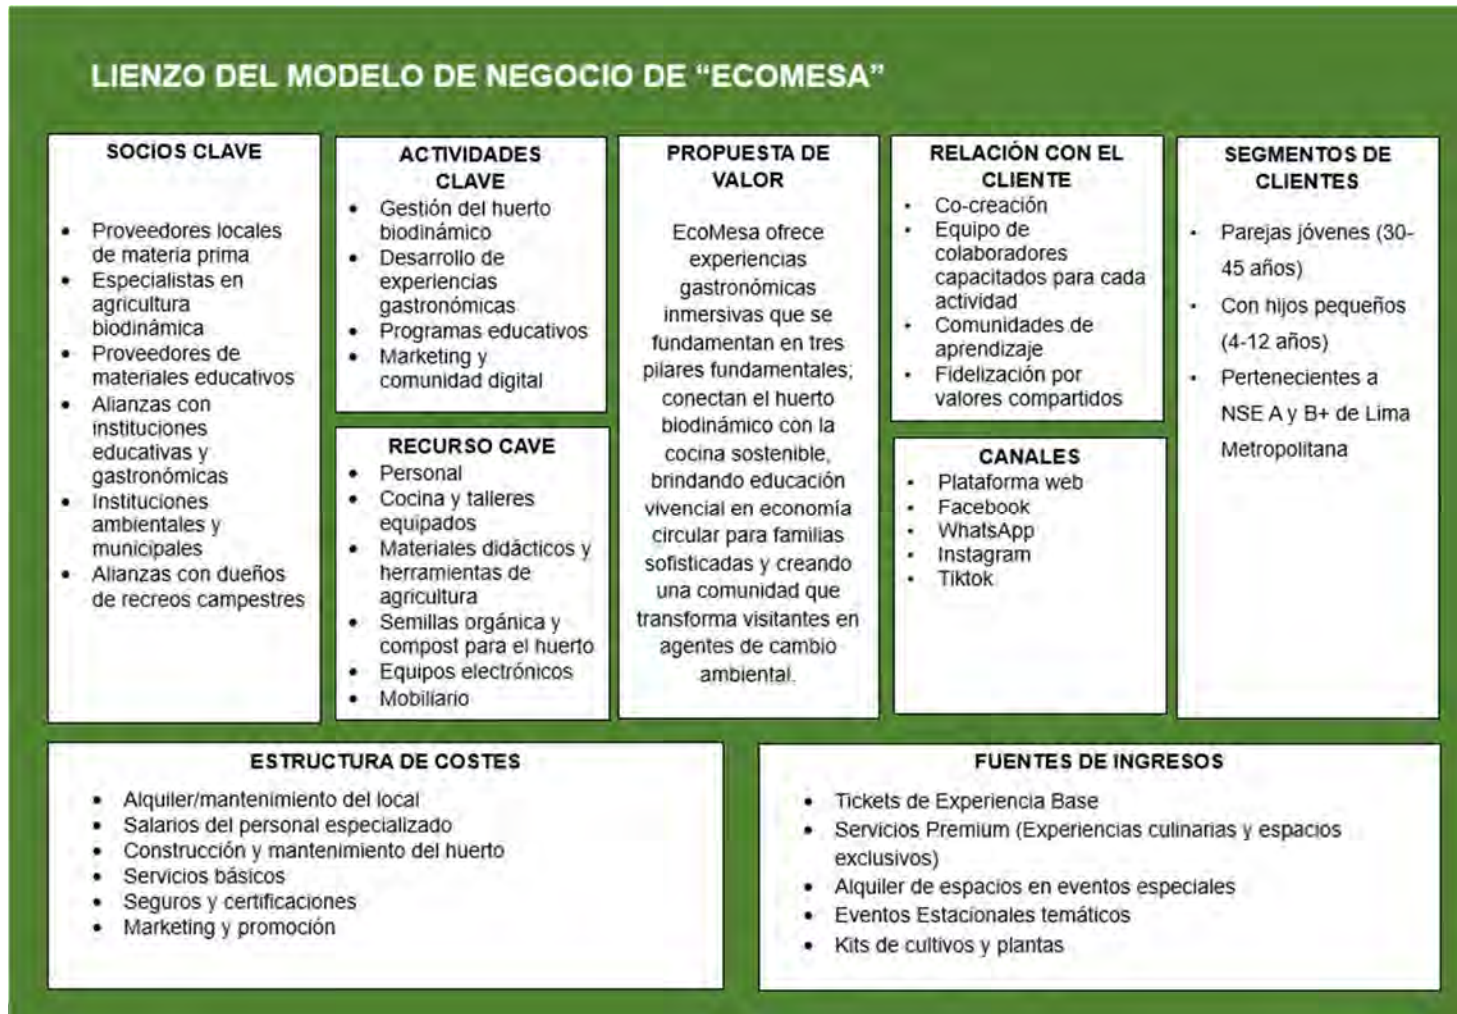 LIENZO DEL MODELO DE NEGOCIO DE “ECOMESA”
SOCIOS CLAVE
• Proveedores locales
de materia prima
• Especialistas en
agricultura
biodinámica
• Proveedores de
materiales educativos
• Alianzas con
instituciones
educativas y
gastronómicas
• Instituciones
ambientales y
municipales
• Alianzas con dueños
de recreos campestres
ACTIVIDADES
CLAVE
• Gestión del huerto
biodinámico
• Desarrollo de
experiencias
gastronómicas
• Programas educativos
• Marketing y
comunidad digital
RECURSO CAVE
• Personal
• Cocina y talleres
equipados
• Materiales didácticos y
herramientas de
agricultura
• Semillas orgánica y
compost para el huerto
• Equipos electrónicos
• Mobiliario
PROPUESTA DE
VALOR
EcoMesa ofrece
experiencias
gastronómicas
inmersivas que se
fundamentan en tres
pilares fundamentales;
conectan el huerto
biodinámico con la
cocina sostenible,
brindando educación
vivencial en economía
circular para familias
sofisticadas y creando
una comunidad que
transforma visitantes en
agentes de cambio
ambiental.
RELACIÓN CON EL
CLIENTE
• Co-creación
• Equipo de
colaboradores
capacitados para cada
actividad
• Comunidades de
aprendizaje
• Fidelización por
valores compartidos
CANALES
• Plataforma web
• Facebook
• WhatsApp
• Instagram
• Tiktok
SEGMENTOS DE
CLIENTES
• Parejas jóvenes (30-
45 años)
• Con hijos pequeños
(4-12 años)
• Pertenecientes a
NSE A y B+ de Lima
Metropolitana
ESTRUCTURA DE COSTES
• Alquiler/mantenimiento del local
• Salarios del personal especializado
• Construcción y mantenimiento del huerto
• Servicios básicos
• Seguros y certificaciones
• Marketing y promoción
FUENTES DE INGRESOS
• Tickets de Experiencia Base
• Servicios Premium (Experiencias culinarias y espacios
exclusivos)
• Alquiler de espacios en eventos especiales
• Eventos Estacionales temáticos
• Kits de cultivos y plantas